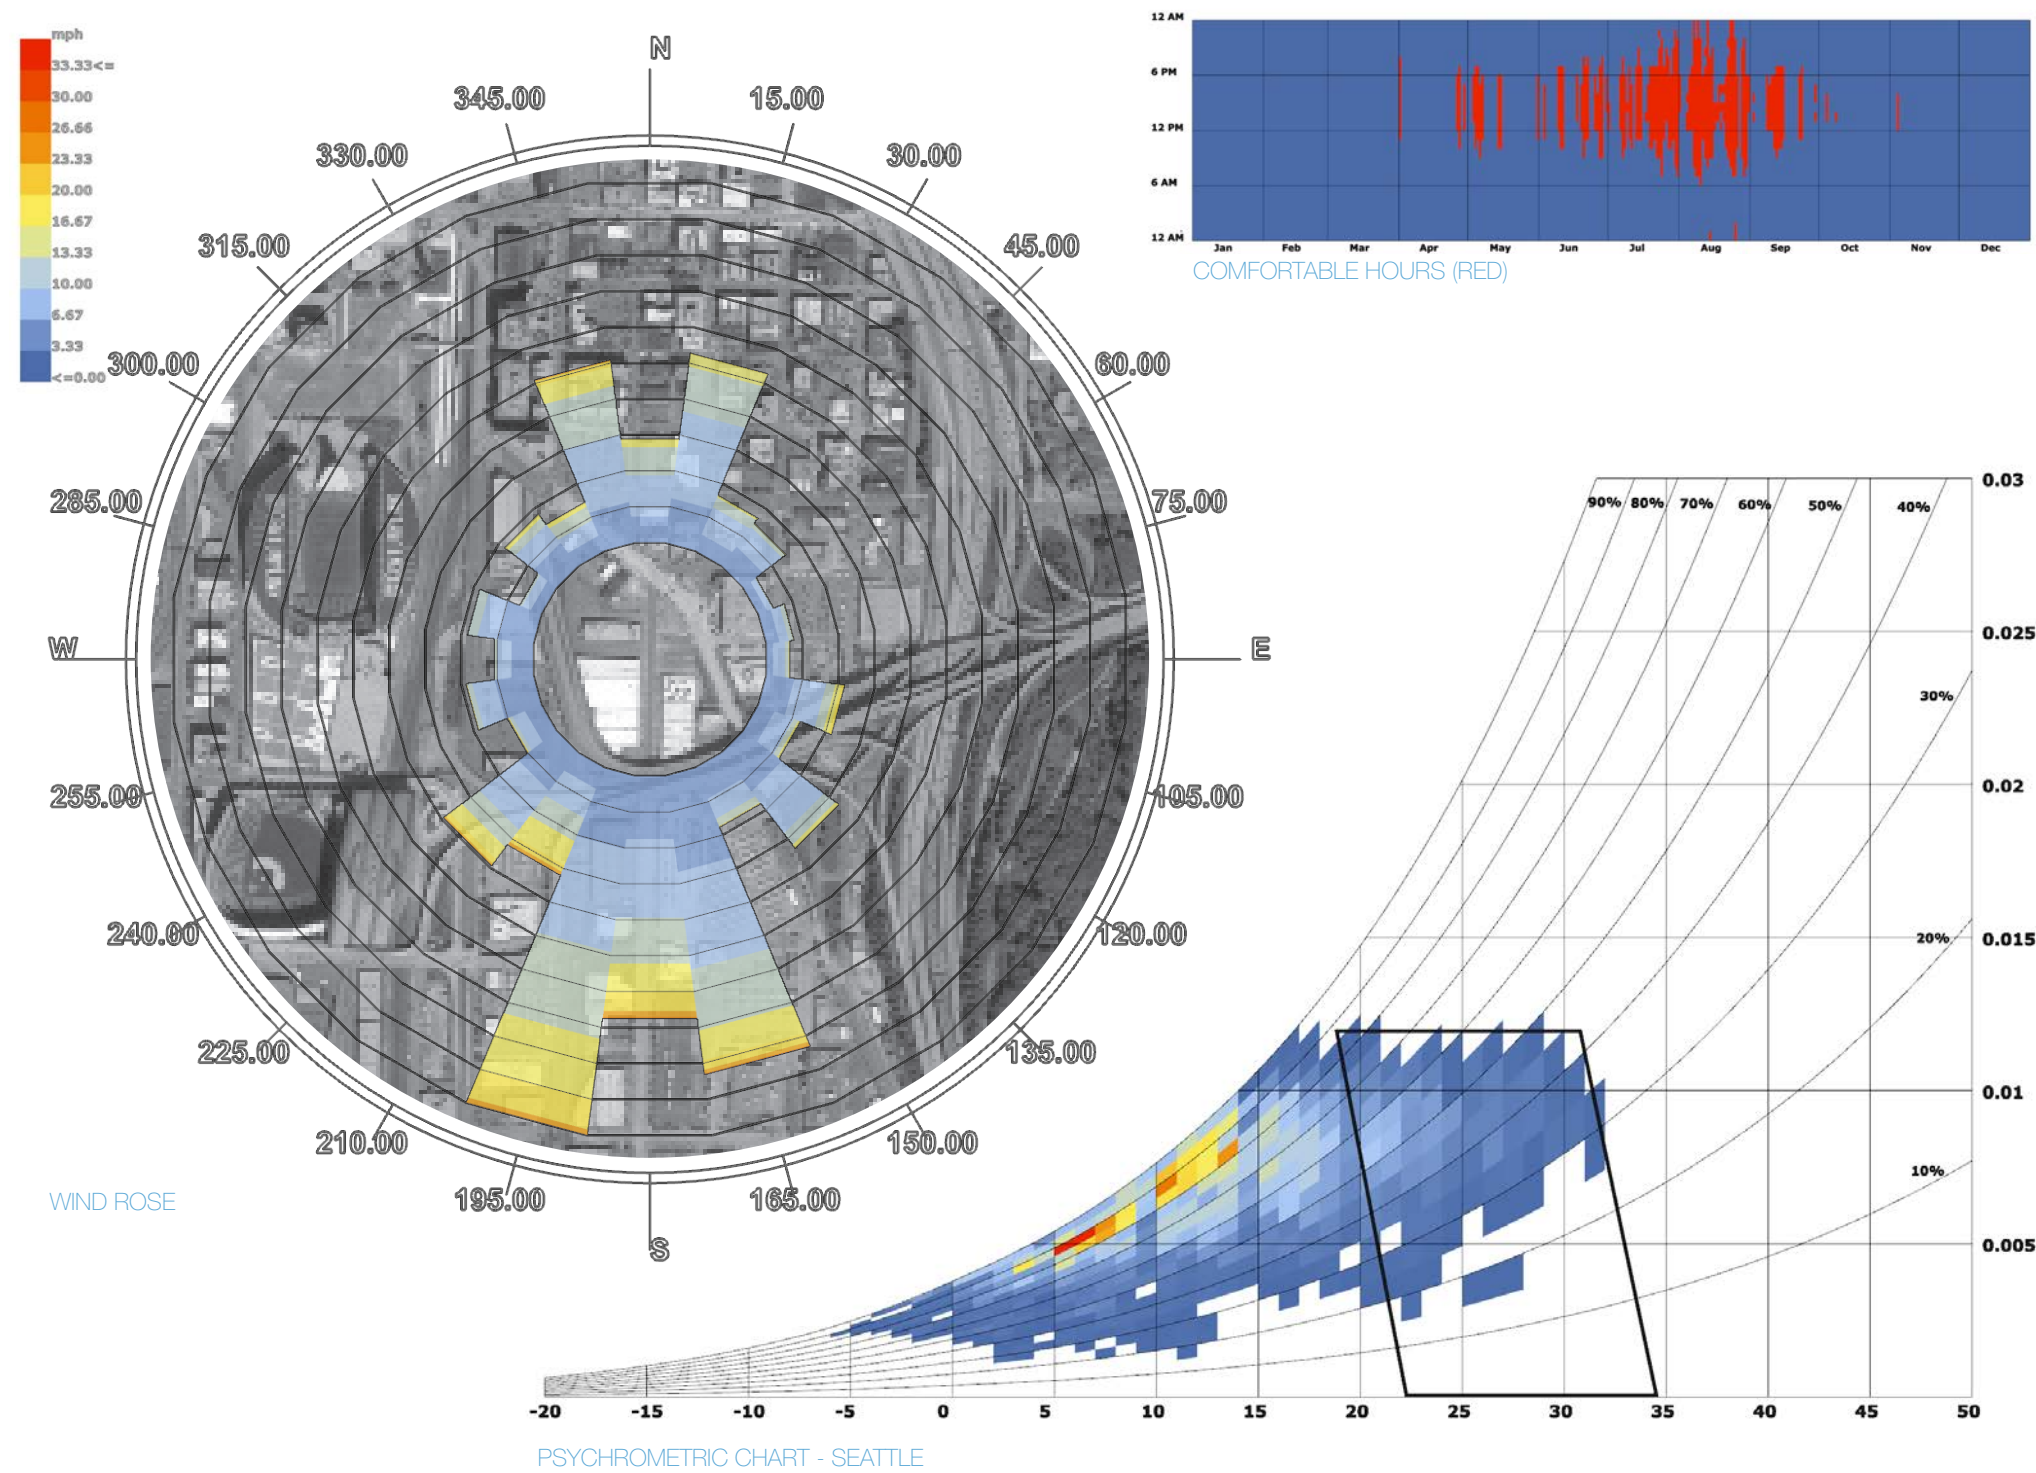 mph
33.33<=
30.00
26.66
23.33
20.00
16.67
13.33
10.00
6.67
3.33
<=0.00
N
15.00
30.00
45.00
60.00
75.00
E
105.00
120.00
135.00
150.00
165.00
S
195.00
210.00
225.00
240.00
255.00
W
285.00
300.00
315.00
330.00
345.00
WIND ROSE
12 AM
6 PM
12 PM
6 AM
12 AM
Jan Feb Mar Apr May Jun Jul Aug Sep Oct Nov Dec
COMFORTABLE HOURS (RED)
90% 80% 70% 60% 50% 40%
30%
20%
10%
0.03
0.025
0.02
0.015
0.01
0.005
-20 -15 -10 -5 0 5 10 15 20 25 30 35 40 45 50
PSYCHROMETRIC CHART - SEATTLE